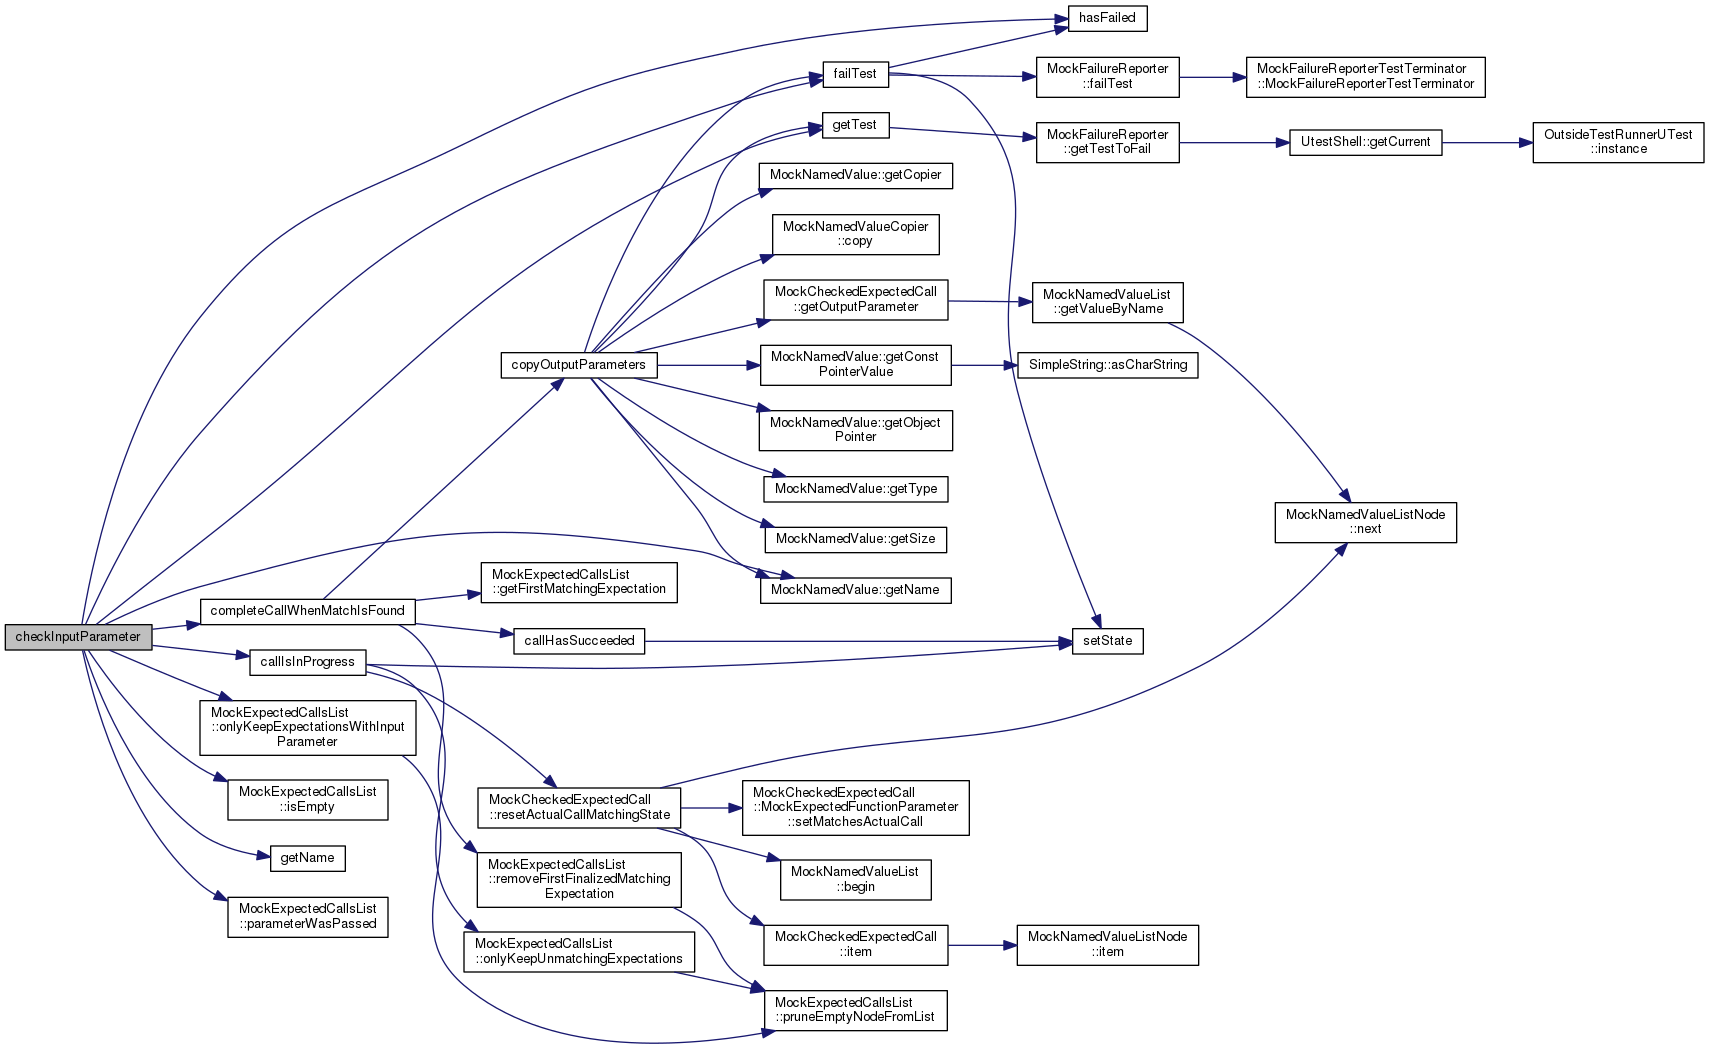 hasFailed
failTest
MockFailureReporter
::failTest
MockFailureReporterTestTerminator
::MockFailureReporterTestTerminator
getTest
MockFailureReporter
::getTestToFail
UtestShell::getCurrent
OutsideTestRunnerUTest
::instance
MockNamedValue::getCopier
MockNamedValueCopier
::copy
MockCheckedExpectedCall
::getOutputParameter
MockNamedValueList
::getValueByName
copyOutputParameters
MockNamedValue::getConst
PointerValue
SimpleString::asCharString
MockNamedValue::getObject
Pointer
MockNamedValue::getType
MockNamedValueListNode
::next
MockNamedValue::getSize
MockExpectedCallsList
::getFirstMatchingExpectation
MockNamedValue::getName
completeCallWhenMatchIsFound
checkInputParameter
callHasSucceeded
setState
callIsInProgress
MockExpectedCallsList
::onlyKeepExpectationsWithInput
Parameter
MockExpectedCallsList
::isEmpty
MockCheckedExpectedCall
::resetActualCallMatchingState
MockCheckedExpectedCall
::MockExpectedFunctionParameter
::setMatchesActualCall
getName
MockExpectedCallsList
::removeFirstFinalizedMatching
Expectation
MockNamedValueList
::begin
MockExpectedCallsList
::parameterWasPassed
MockExpectedCallsList
::onlyKeepUnmatchingExpectations
MockCheckedExpectedCall
::item
MockNamedValueListNode
::item
MockExpectedCallsList
::pruneEmptyNodeFromList